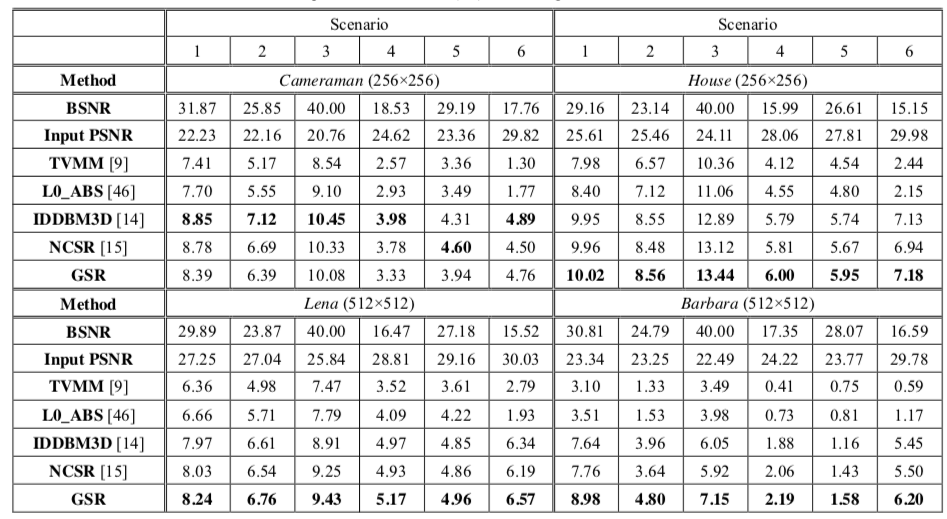 Scenario Scenario
1 2 3 4 5 6 1 2 3 4 5 6
Method Cameraman (256×256) House (256×256)
BSNR 31.87 25.85 40.00 18.53 29.19 17.76 29.16 23.14 40.00 15.99 26.61 15.15
Input PSNR 22.23 22.16 20.76 24.62 23.36 29.82 25.61 25.46 24.11 28.06 27.81 29.98
TVMM [9] 7.41 5.17 8.54 2.57 3.36 1.30 7.98 6.57 10.36 4.12 4.54 2.44
L0_ABS [46] 7.70 5.55 9.10 2.93 3.49 1.77 8.40 7.12 11.06 4.55 4.80 2.15
IDDBM3D [14] 8.85 7.12 10.45 3.98 4.31 4.89 9.95 8.55 12.89 5.79 5.74 7.13
NCSR [15] 8.78 6.69 10.33 3.78 4.60 4.50 9.96 8.48 13.12 5.81 5.67 6.94
GSR 8.39 6.39 10.08 3.33 3.94 4.76 10.02 8.56 13.44 6.00 5.95 7.18
Method Lena (512×512) Barbara (512×512)
BSNR 29.89 23.87 40.00 16.47 27.18 15.52 30.81 24.79 40.00 17.35 28.07 16.59
Input PSNR 27.25 27.04 25.84 28.81 29.16 30.03 23.34 23.25 22.49 24.22 23.77 29.78
TVMM [9] 6.36 4.98 7.47 3.52 3.61 2.79 3.10 1.33 3.49 0.41 0.75 0.59
L0_ABS [46] 6.66 5.71 7.79 4.09 4.22 1.93 3.51 1.53 3.98 0.73 0.81 1.17
IDDBM3D [14] 7.97 6.61 8.91 4.97 4.85 6.34 7.64 3.96 6.05 1.88 1.16 5.45
NCSR [15] 8.03 6.54 9.25 4.93 4.86 6.19 7.76 3.64 5.92 2.06 1.43 5.50
GSR 8.24 6.76 9.43 5.17 4.96 6.57 8.98 4.80 7.15 2.19 1.58 6.20